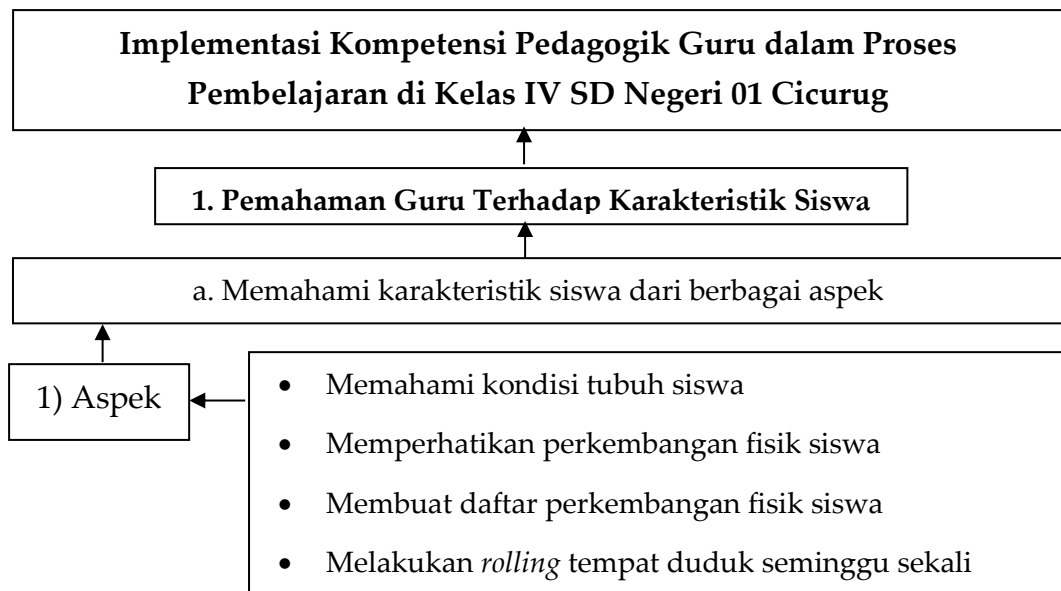 Implementasi Kompetensi Pedagogik Guru dalam Proses
Pembelajaran di Kelas IV SD Negeri 01 Cicurug
1. Pemahaman Guru Terhadap Karakteristik Siswa
a. Memahami karakteristik siswa dari berbagai aspek
1) Aspek
• Memahami kondisi tubuh siswa
• Memperhatikan perkembangan fisik siswa
• Membuat daftar perkembangan fisik siswa
• Melakukan rolling tempat duduk seminggu sekali